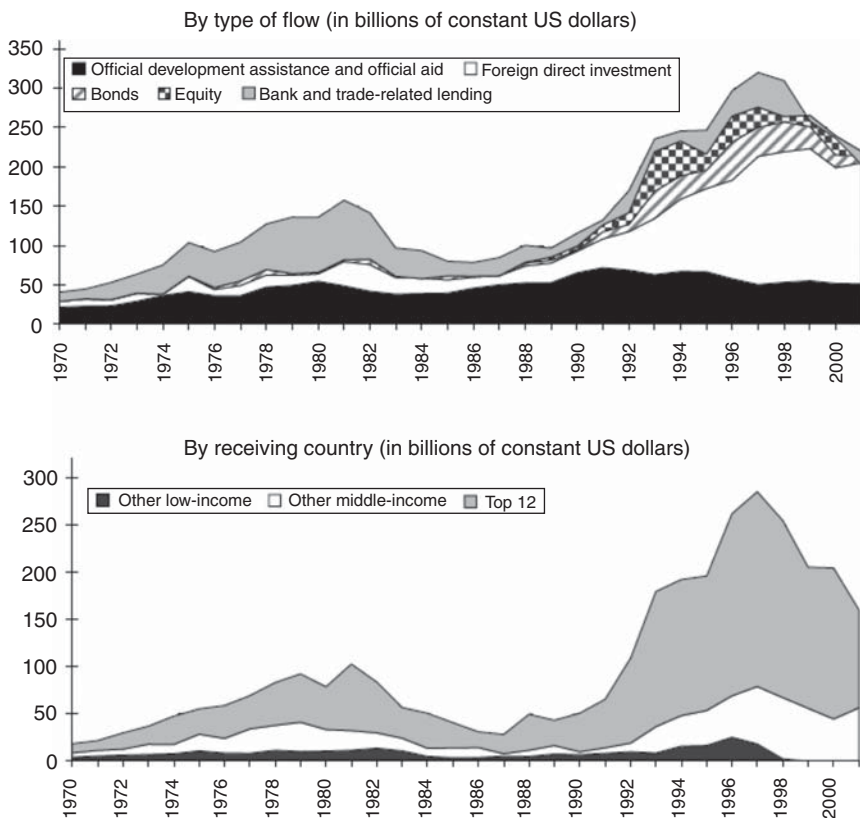 By type of flow (in billions of constant US dollars)
350
300
250
200
150
100
50
0
Official development assistance and official aid Foreign direct investment
Bonds Equity Bank and trade-related lending
1970 1972 1974 1976 1978 1980 1982 1984 1986 1988 1990 1992 1994 1996 1998 2000
By receiving country (in billions of constant US dollars)
300
250
200
150
100
50
0
Other low-income Other middle-income Top 12
1970 1972 1974 1976 1978 1980 1982 1984 1986 1988 1990 1992 1994 1996 1998 2000